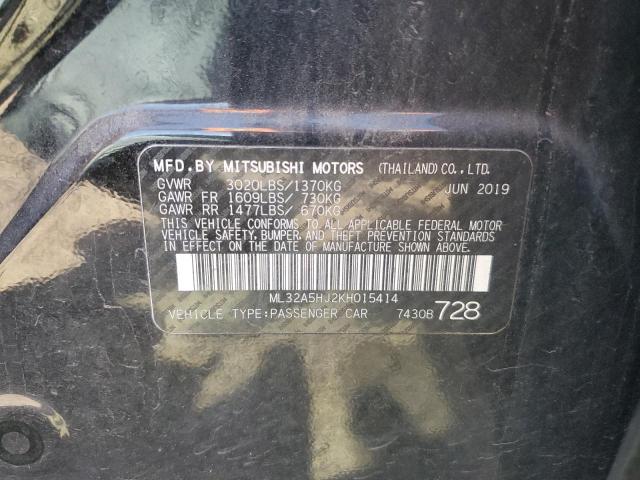 MFD. BY MITSUBISHI MOTORS (THAILAND) CO., LTD.
GVWR 3020LBS/1370KG JUN 2019
GAWR FR 1609LBS/ 730KG
GAWR RR 1477LBS/ 670KG
THIS VEHICLE CONFORMS TO ALL APPLICABLE FEDERAL MOTOR
VEHICLE SAFETY, BUMPER, AND THEFT PREVENTION STANDARDS
IN EFFECT ON THE DATE OF MANUFACTURE SHOWN ABOVE.
ML32A5HJ2KH015414
VEHICLE TYPE:PASSENGER CAR 7430B 728